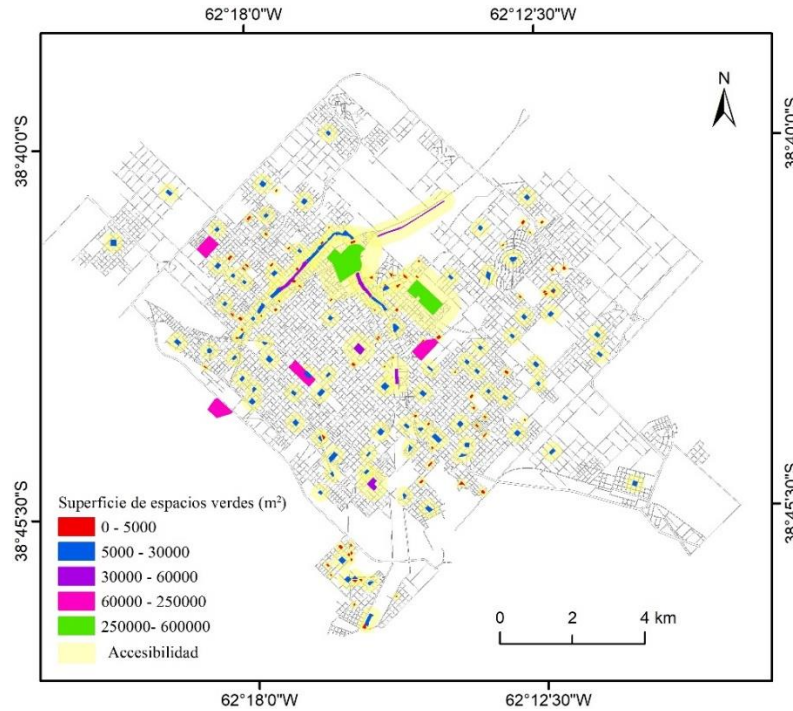 62°18'0"W 62°12'30"W
N
38°40'0"S 38°40'0"S
38°45'30"S 38°45'30"S
Superficie de espacios verdes (m²)
0 - 5000
5000 - 30000
30000 - 60000
60000 - 250000
250000- 600000
Accesibilidad
0 2 4 km
62°18'0"W 62°12'30"W